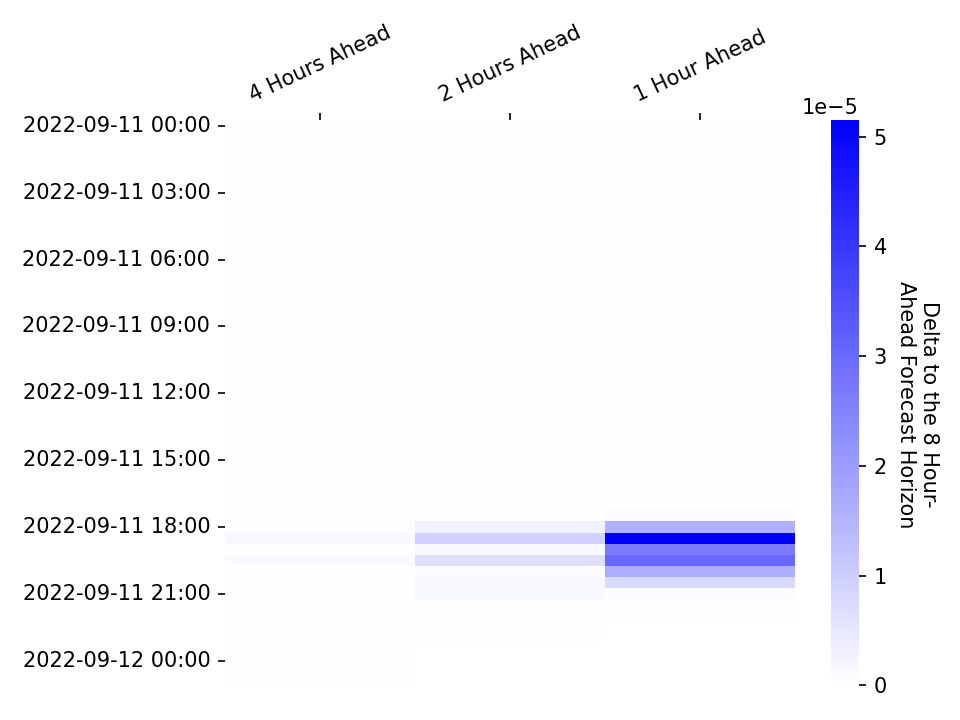 4 Hours Ahead
2 Hours Ahead
1 Hour Ahead
1e−5
2022-09-11 00:00
2022-09-11 03:00
2022-09-11 06:00
2022-09-11 09:00
2022-09-11 12:00
2022-09-11 15:00
2022-09-11 18:00
2022-09-11 21:00
2022-09-12 00:00
5
4
3
2
1
0
Delta to the 8 Hour-
Ahead Forecast Horizon